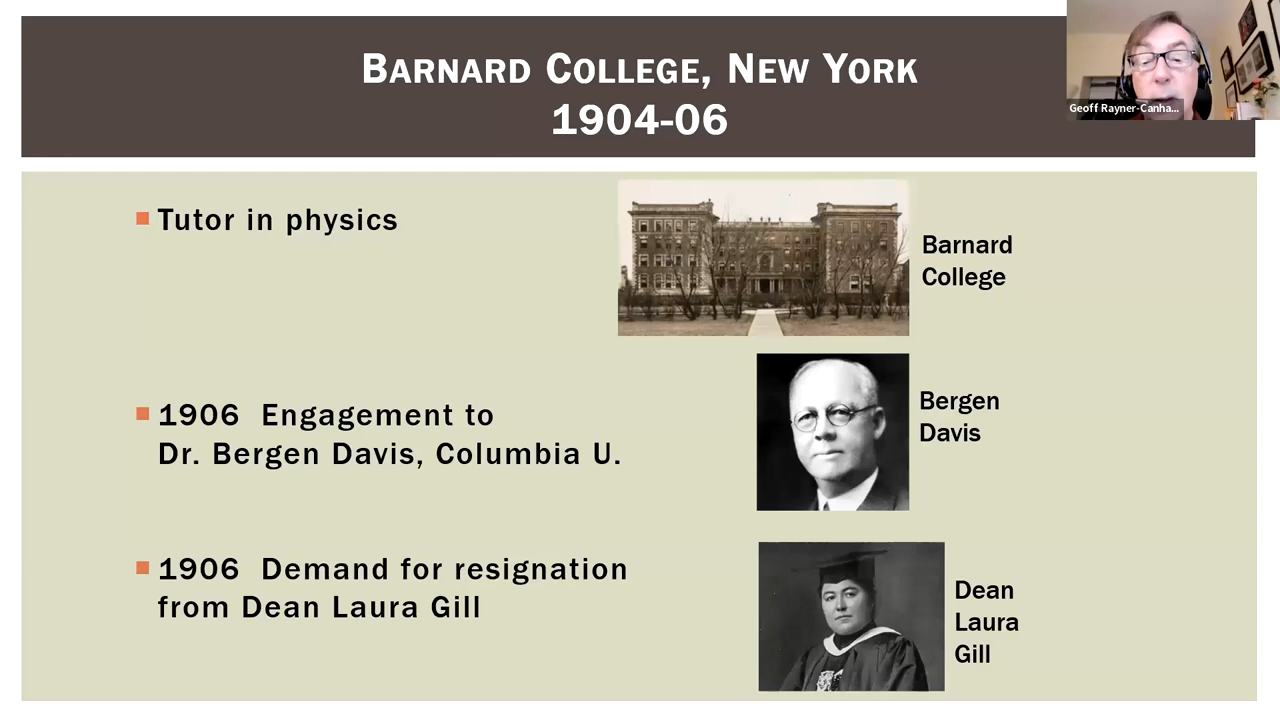 BARNARD COLLEGE, NEW YORK
1904-06
Geoff Rayner-Canha...
Tutor in physics
Barnard
College
1906 Engagement to
Dr. Bergen Davis, Columbia U.
Bergen
Davis
1906 Demand for resignation
from Dean Laura Gill
Dean
Laura
Gill